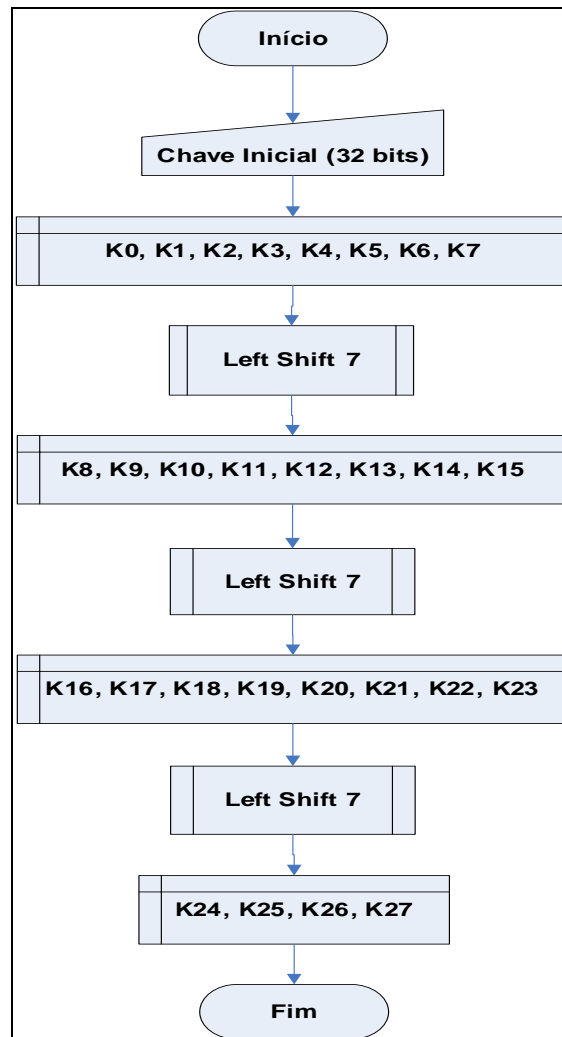 Início
Chave Inicial (32 bits)
K0, K1, K2, K3, K4, K5, K6, K7
Left Shift 7
K8, K9, K10, K11, K12, K13, K14, K15
Left Shift 7
K16, K17, K18, K19, K20, K21, K22, K23
Left Shift 7
K24, K25, K26, K27
Fim